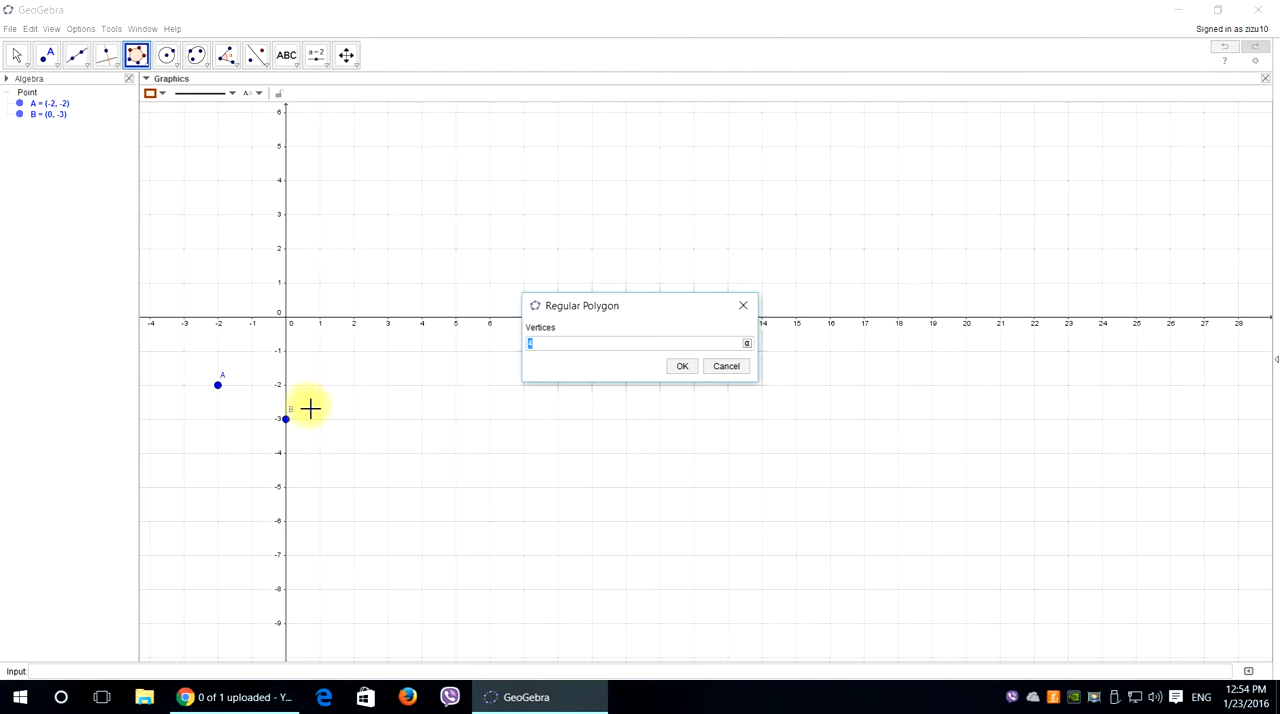 GeoGebra
File Edit View Options Tools Window Help
Signed in as zizu10
A
ABC
a=2
?
Algebra
Graphics
Point
A = (-2, -2)
B = (0, -3)
6
5
4
3
2
1
0
-4 -3 -2 -1 0 1 2 3 4 5 6 14 15 16 17 18 19 20 21 22 23 24 25 26 27 28
-1
-2
-3
-4
-5
-6
-7
-8
-9
A
B
Regular Polygon
Vertices
4
α
OK Cancel
Input:
0 of 1 uploaded - Y...
GeoGebra
ENG
12:54 PM
1/23/2016